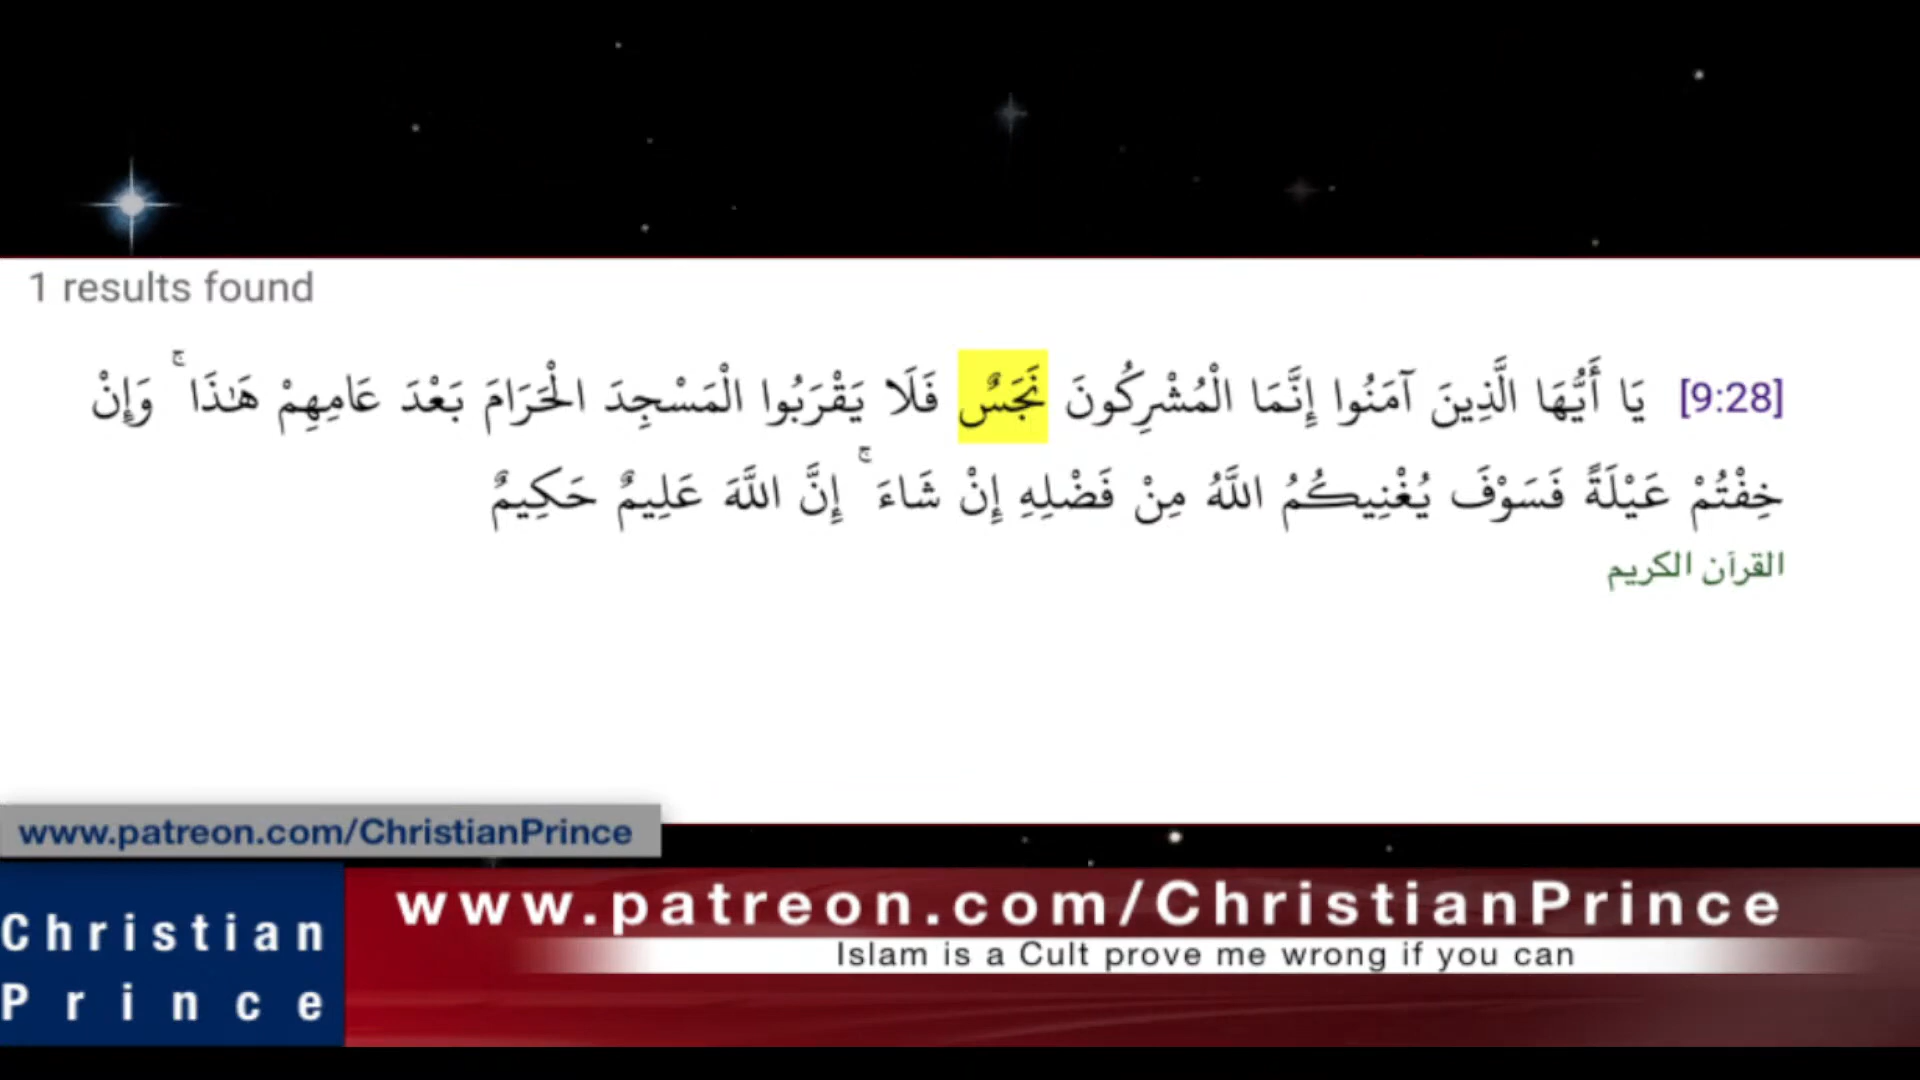 1 results found
[9:28] يَا أَيُّهَا الَّذِينَ آمَنُوا إِنَّمَا الْمُشْرِكُونَ نَجَسٌ فَلَا يَقْرَبُوا الْمَسْجِدَ الْحَرَامَ بَعْدَ عَامِهِمْ هَٰذَا ۚ وَإِنْ
خِفْتُمْ عَيْلَةً فَسَوْفَ يُغْنِيكُمُ اللَّهُ مِنْ فَضْلِهِ إِنْ شَاءَ ۚ إِنَّ اللَّهَ عَلِيمٌ حَكِيمٌ
القرآن الكريم
www.patreon.com/ChristianPrince
Christian
Prince
www.patreon.com/ChristianPrince
Islam is a Cult prove me wrong if you can